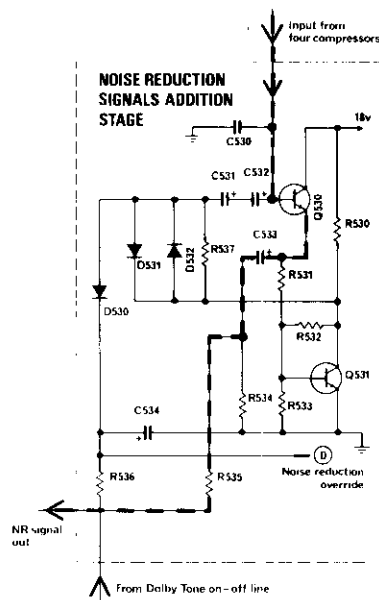 Input from
four compressors
NOISE REDUCTION
SIGNALS ADDITION
STAGE
18v
C530
C531
C532
Q530
C533
R530
D531
D532
R537
R531
D530
R532
Q531
R534
R533
C534
D
Noise reduction
override
R536
R535
NR signal
out
From Dolby Tone on-off line